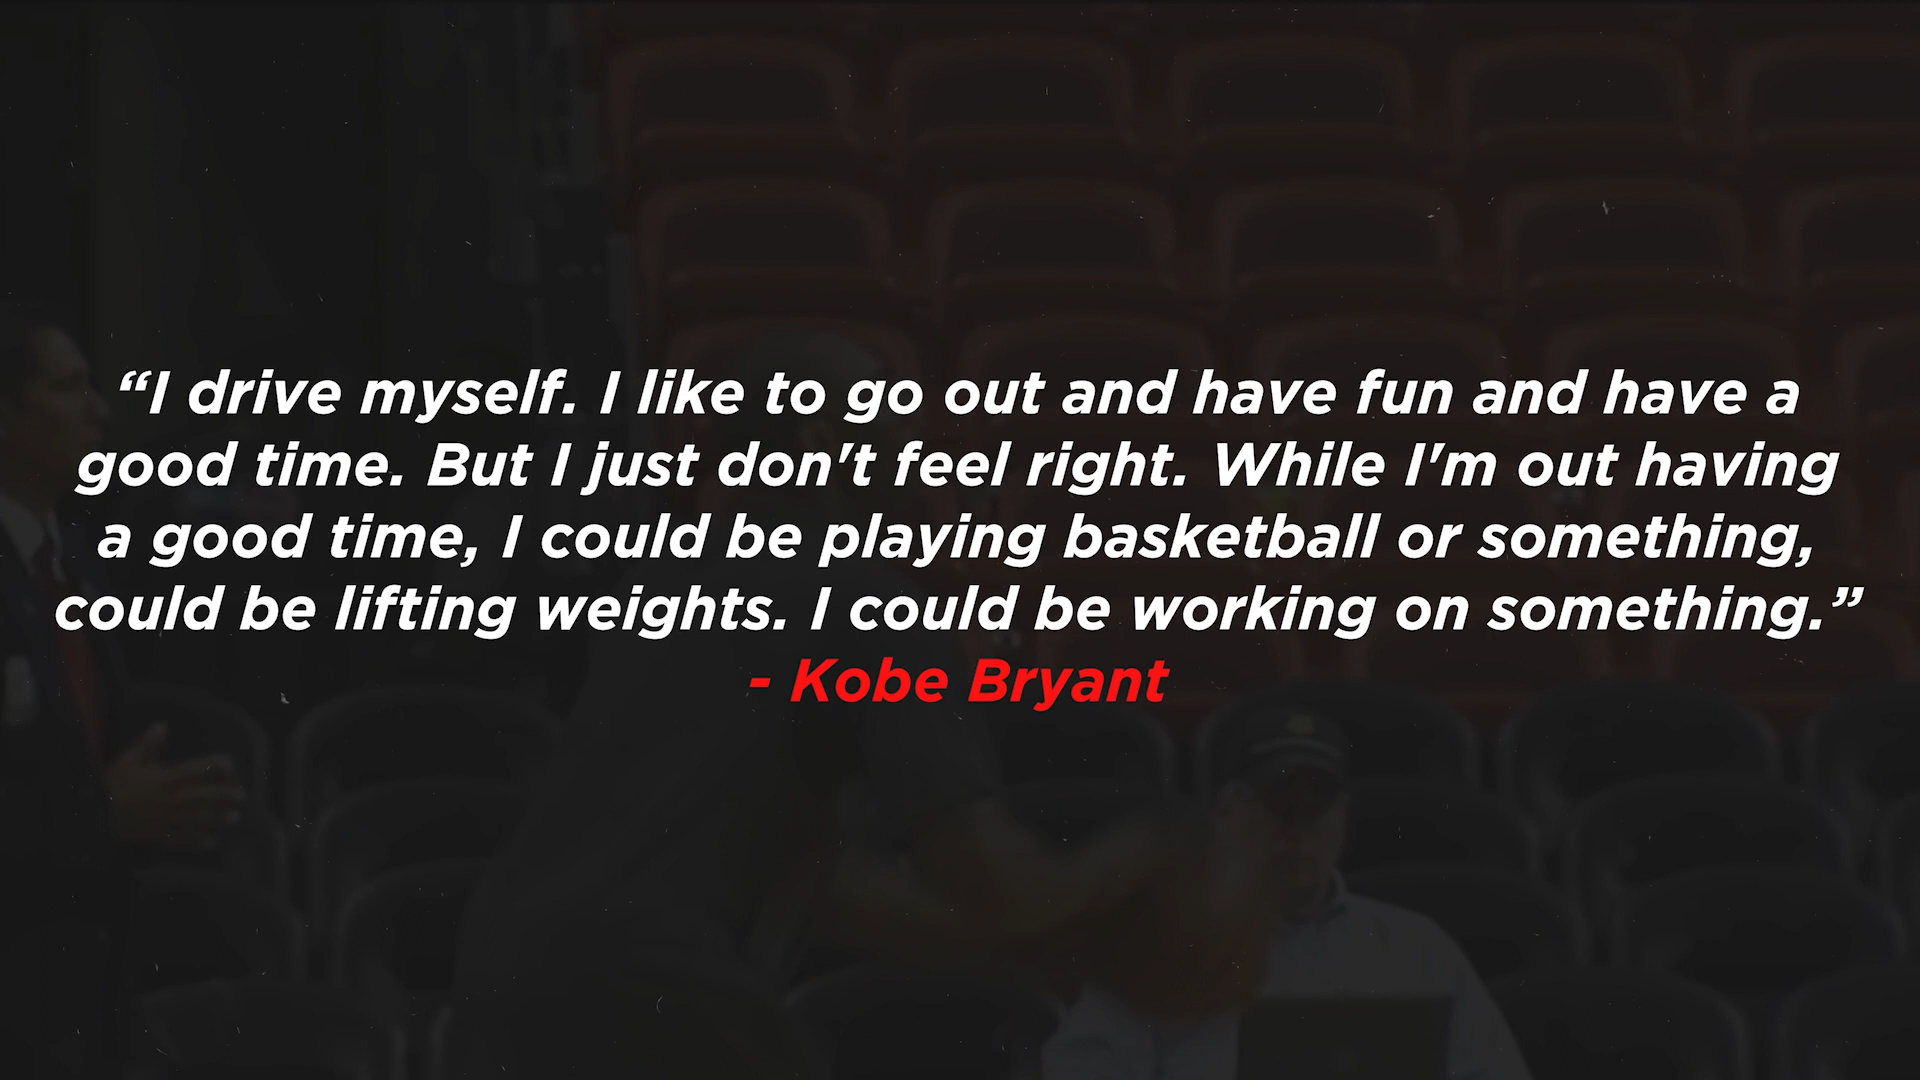 “I drive myself. I like to go out and have fun and have a
good time. But I just don't feel right. While I'm out having
a good time, I could be playing basketball or something,
could be lifting weights. I could be working on something.”
- Kobe Bryant